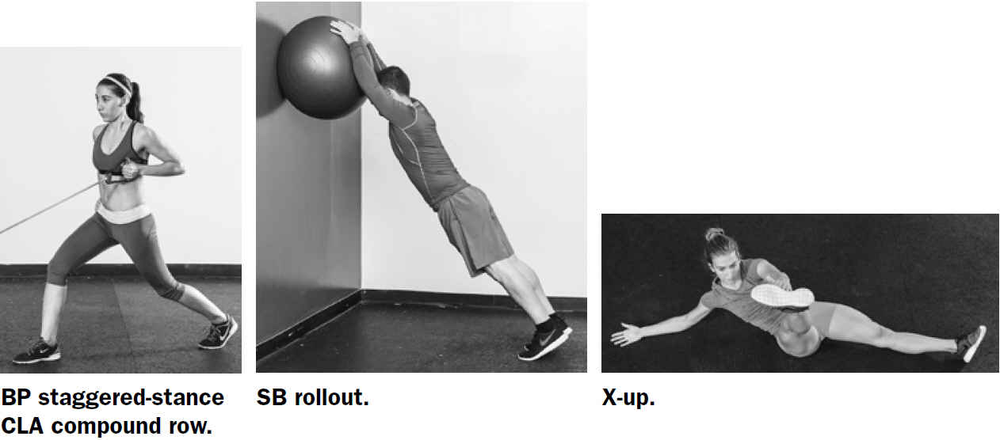 BP staggered-stance
CLA compound row.
SB rollout.
X-up.